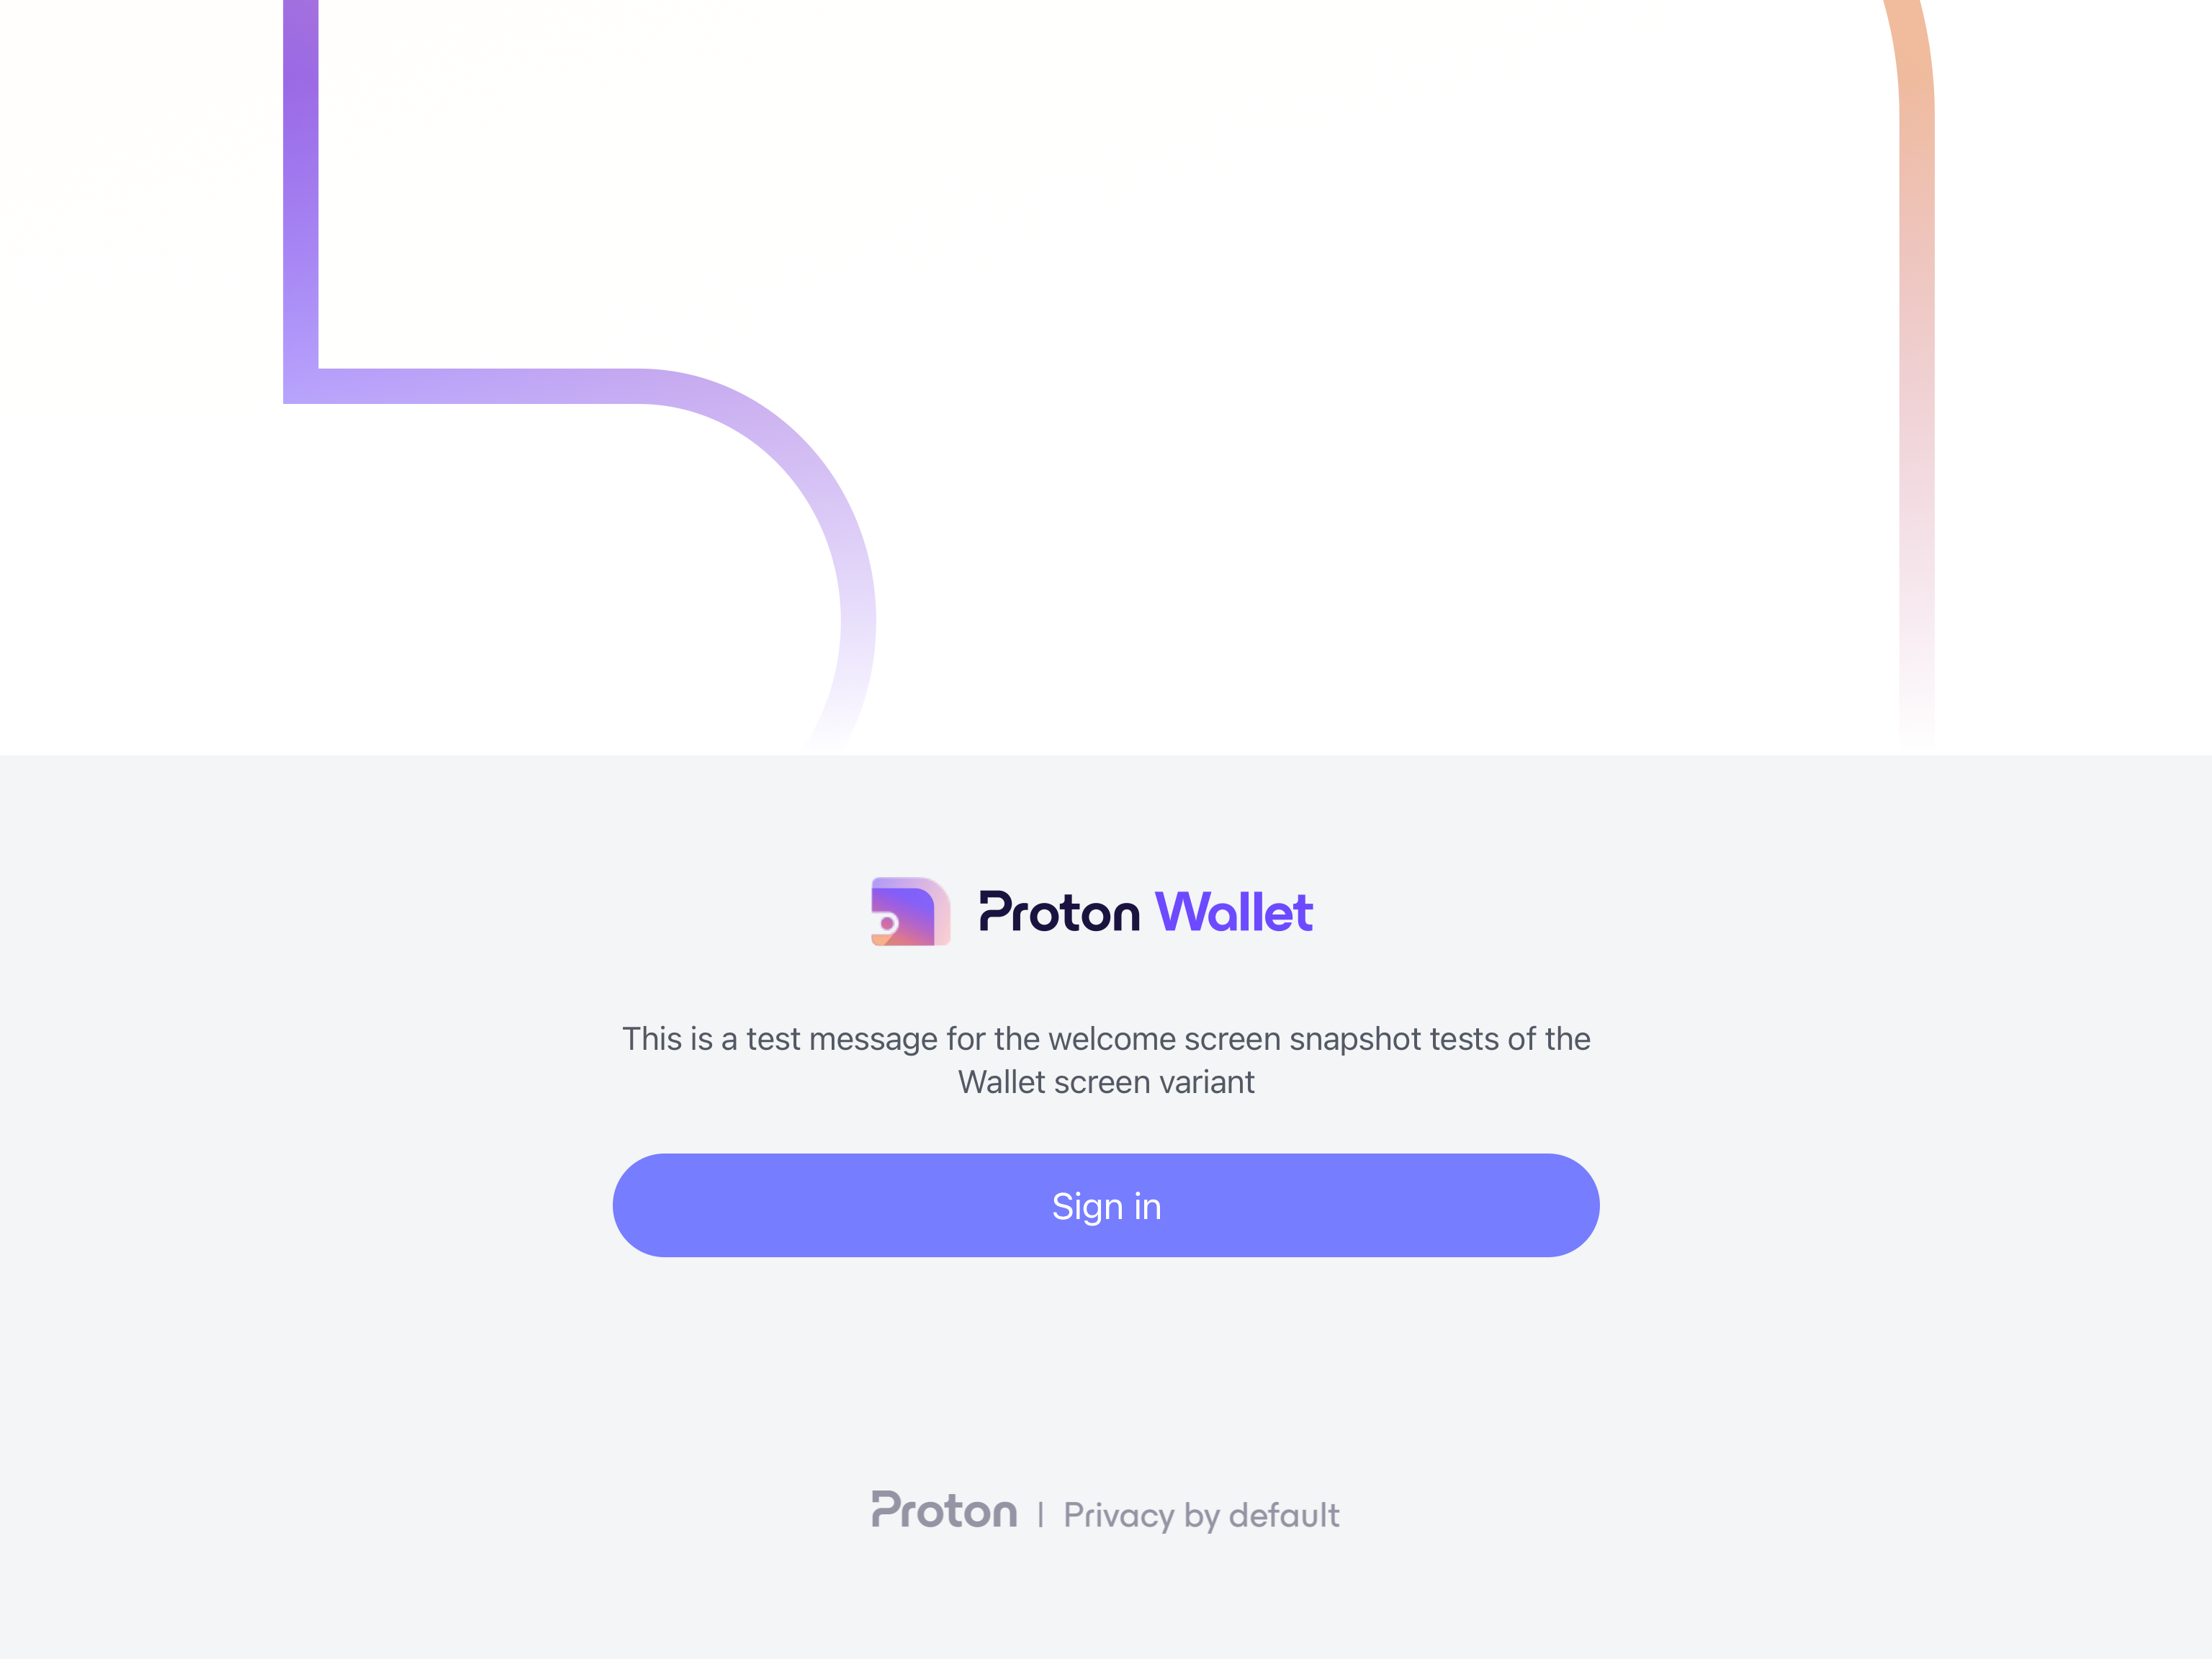 Proton Wallet
This is a test message for the welcome screen snapshot tests of the
Wallet screen variant
Sign in
Proton | Privacy by default